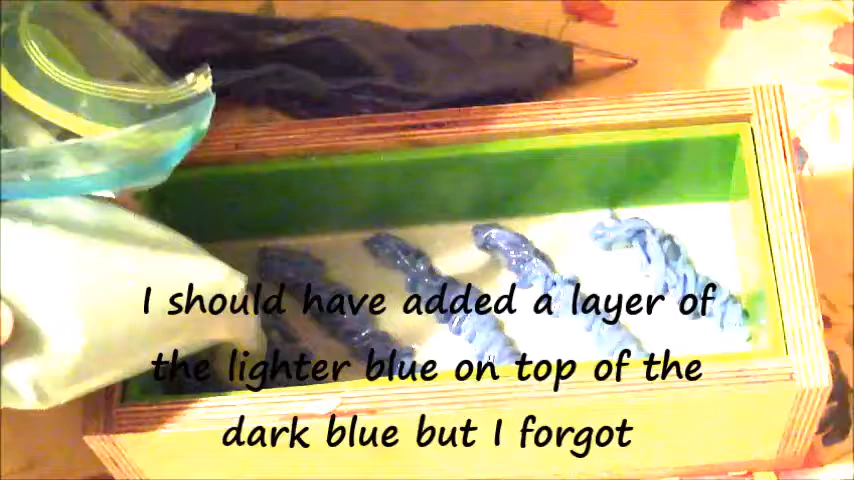 I should have added a layer of
the lighter blue on top of the
dark blue but I forgot